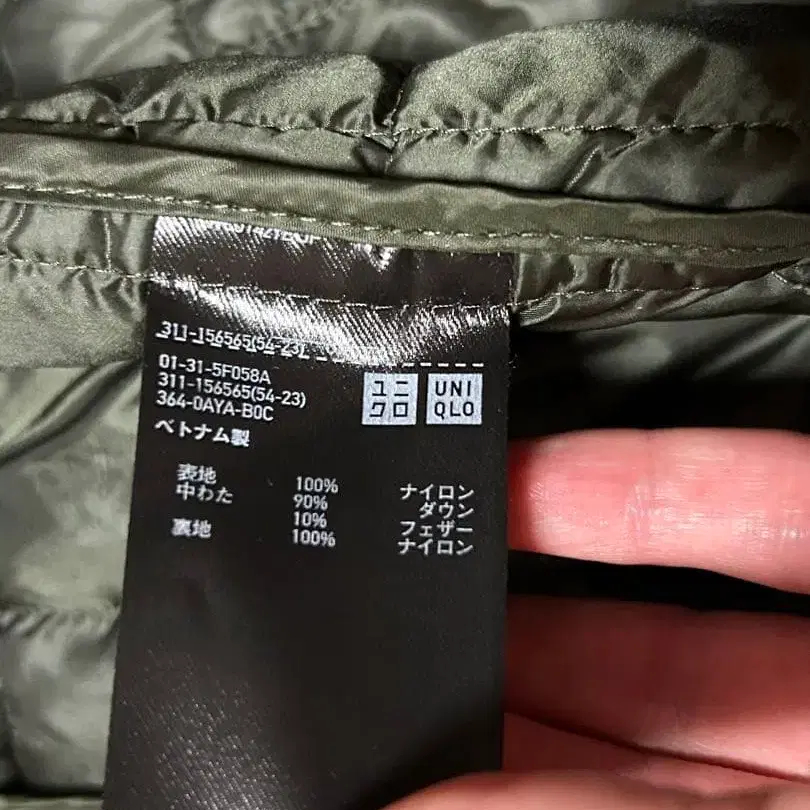 311-156565(54-23)
01-31-5F058A
311-156565(54-23)
364-0AYA-B0C
ユニ
クロ
UNI
QLO
ベトナム製
表地 100% ナイロン
中わた 90% ダウン
10% フェザー
裏地 100% ナイロン